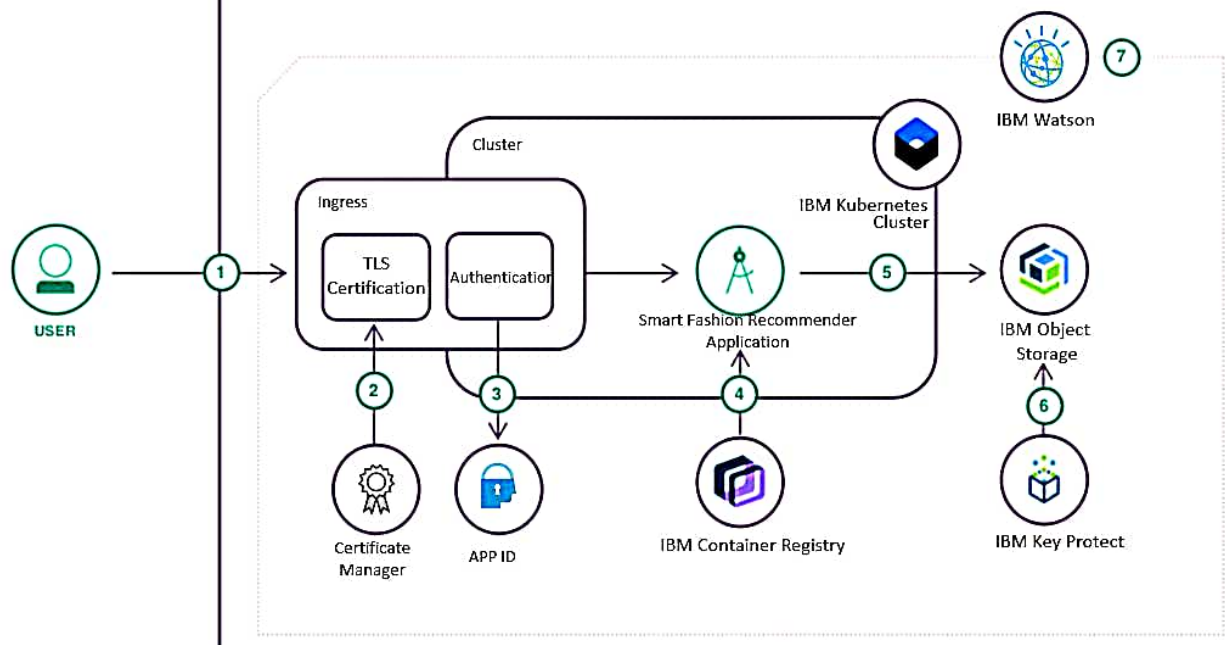 7
IBM Watson
Cluster
IBM Kubernetes
Cluster
Ingress
TLS
Certification
Authentication
1
5
USER
Smart Fashion Recommender
Application
IBM Object
Storage
2
3
4
6
Certificate
Manager
APP ID
IBM Container Registry
IBM Key Protect